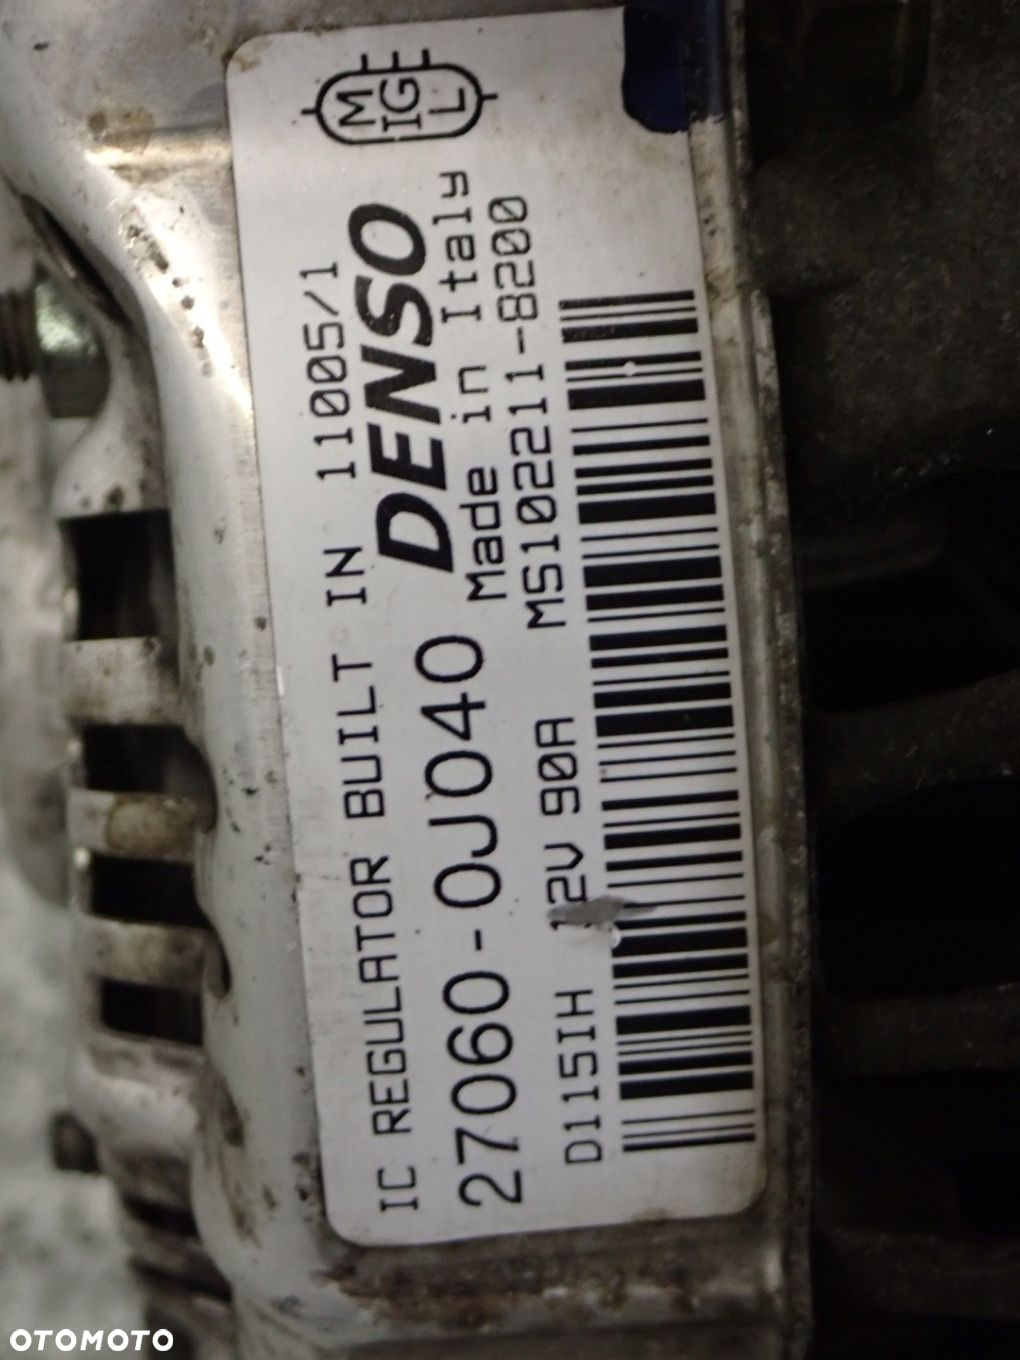 IC REGULATOR BUILT IN 11005/1
M
IG
L
27060-0J040 DENSO
Made in Italy
D115IH 12V 90A MS102211-8200
OTOMOTO